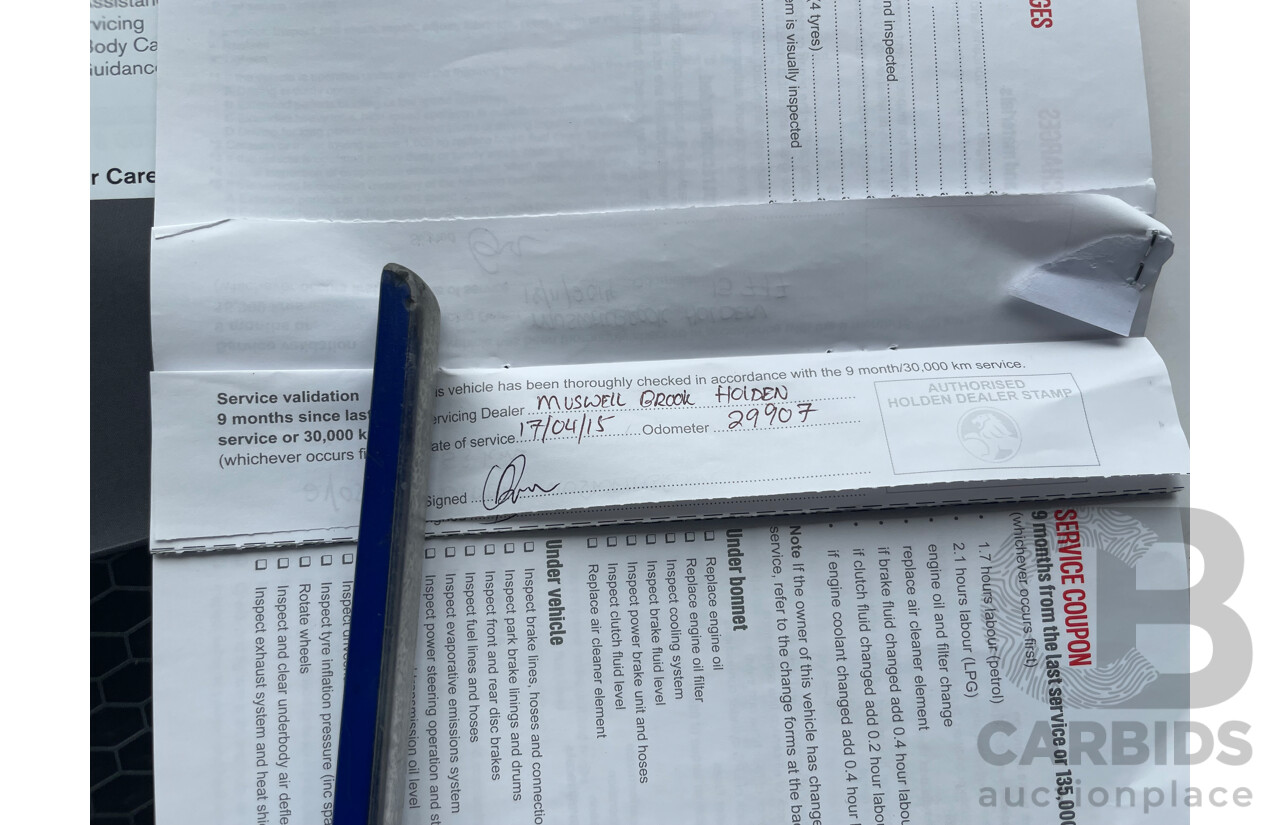 vicing
Body Ca
uidance
r Care
GES
nd inspected
(4 tyres)
em is visually inspected
Service validation
9 months since last
service or 30,000 k
(whichever occurs fi
is vehicle has been thoroughly checked in accordance with the 9 month/30,000 km service.
ervicing Dealer MUSWELL BROOK HOLDEN
ate of service 17/04/15 Odometer 29907
Signed
AUTHORISED
HOLDEN DEALER STAMP
SERVICE COUPON
9 months from the last service or 135,000
(whichever occurs first)
• 1.7 hours labour (petrol)
2.1 hours labour (LPG)
engine oil and filter change
• replace air cleaner element
• if brake fluid changed add 0.4 hour labou
• if clutch fluid changed add 0.2 hour labo
• if engine coolant changed add 0.4 hour l
Note If the owner of this vehicle has change
service, refer to the change forms at the bac
Under bonnet
Replace engine oil
Replace engine oil filter
Inspect cooling system
Inspect brake fluid level
Inspect power brake unit and hoses
Inspect clutch fluid level
Replace air cleaner element
Under vehicle
Inspect brake lines, hoses and connectio
Inspect park brake linings and drums
Inspect front and rear disc brakes
Inspect fuel lines and hoses
Inspect evaporative emissions system
Inspect power steering operation and s
mission oil level
Inspect
Inspect tyre inflation pressure (inc spa
Rotate wheels
Inspect and clear underbody air defle
Inspect exhaust system and heat shi
CARBIDS
auctionplace